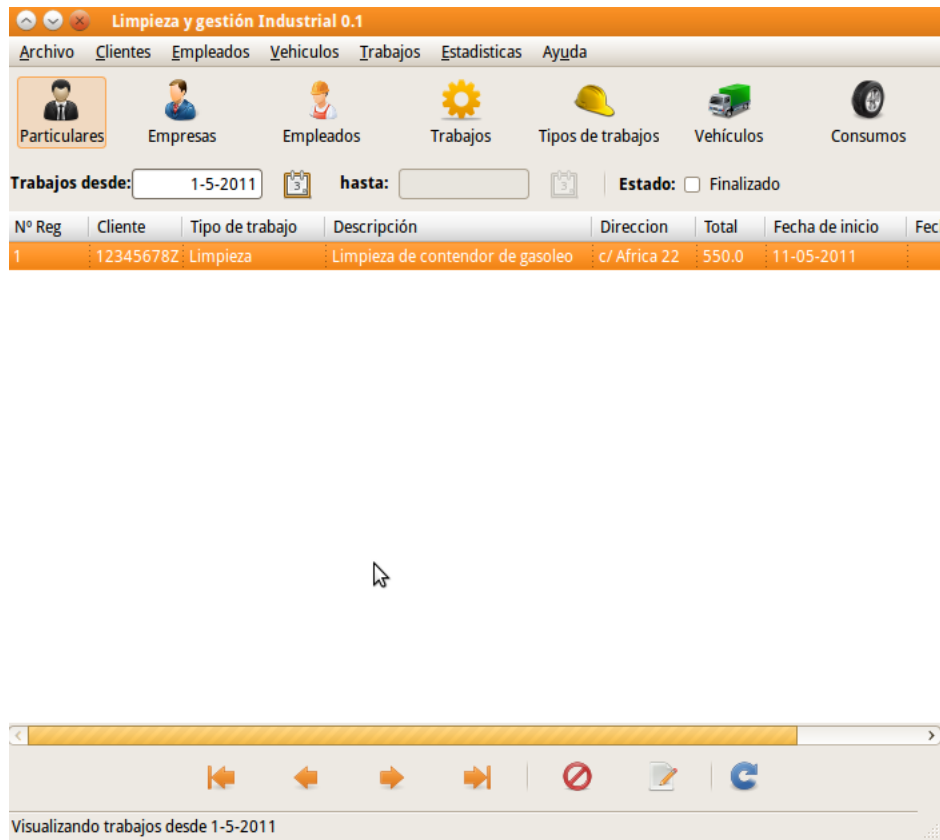 Limpieza y gestión Industrial 0.1
Archivo Clientes Empleados Vehiculos Trabajos Estadisticas Ayuda
Particulares Empresas Empleados Trabajos Tipos de trabajos Vehículos Consumos
Trabajos desde: 1-5-2011 3 hasta: 3 Estado: Finalizado
Nº Reg Cliente Tipo de trabajo Descripción Direccion Total Fecha de inicio Fec
1 12345678Z Limpieza Limpieza de contendor de gasoleo c/ Africa 22 550.0 11-05-2011
Visualizando trabajos desde 1-5-2011